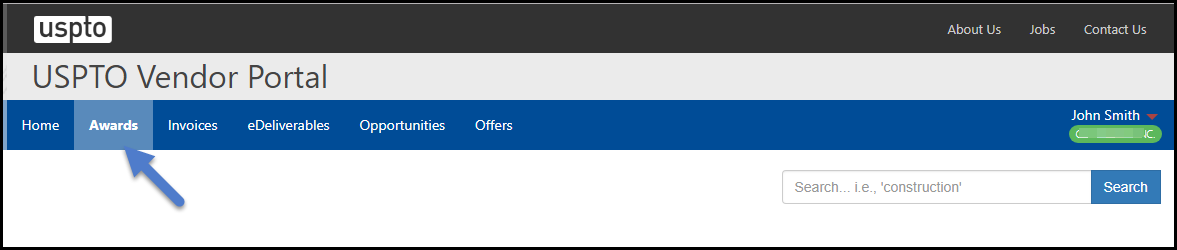 uspto
About Us Jobs Contact Us
USPTO Vendor Portal
Home Awards Invoices eDeliverables Opportunities Offers
John Smith
Search... i.e., 'construction' Search